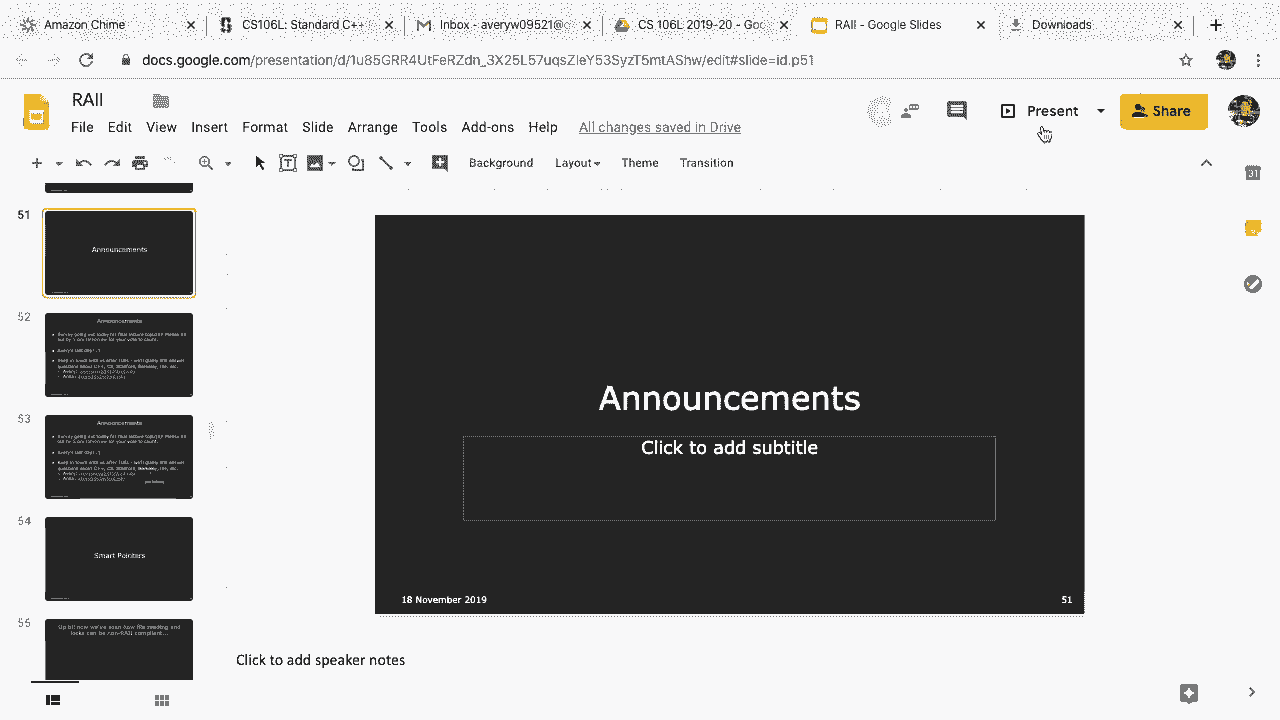 Amazon Chime
CS106L: Standard C++
Inbox - averyw09521@
CS 106L 2019-20 - Goo
RAII - Google Slides
Downloads
docs.google.com/presentation/d/1u85GRR4UtFeRZdn_3X25L57uqsZIeY53SyzT5mtAShw/edit#slide=id.p51
RAII
File Edit View Insert Format Slide Arrange Tools Add-ons Help All changes saved in Drive
Present
Share
Background Layout Theme Transition
31
51
Announcements
52
Announcements
53
Announcements
54
Smart Pointers
55
Up til now we've seen how file reading and
locks can be non-RAII compliant...
Announcements
Click to add subtitle
18 November 2019
51
Click to add speaker notes